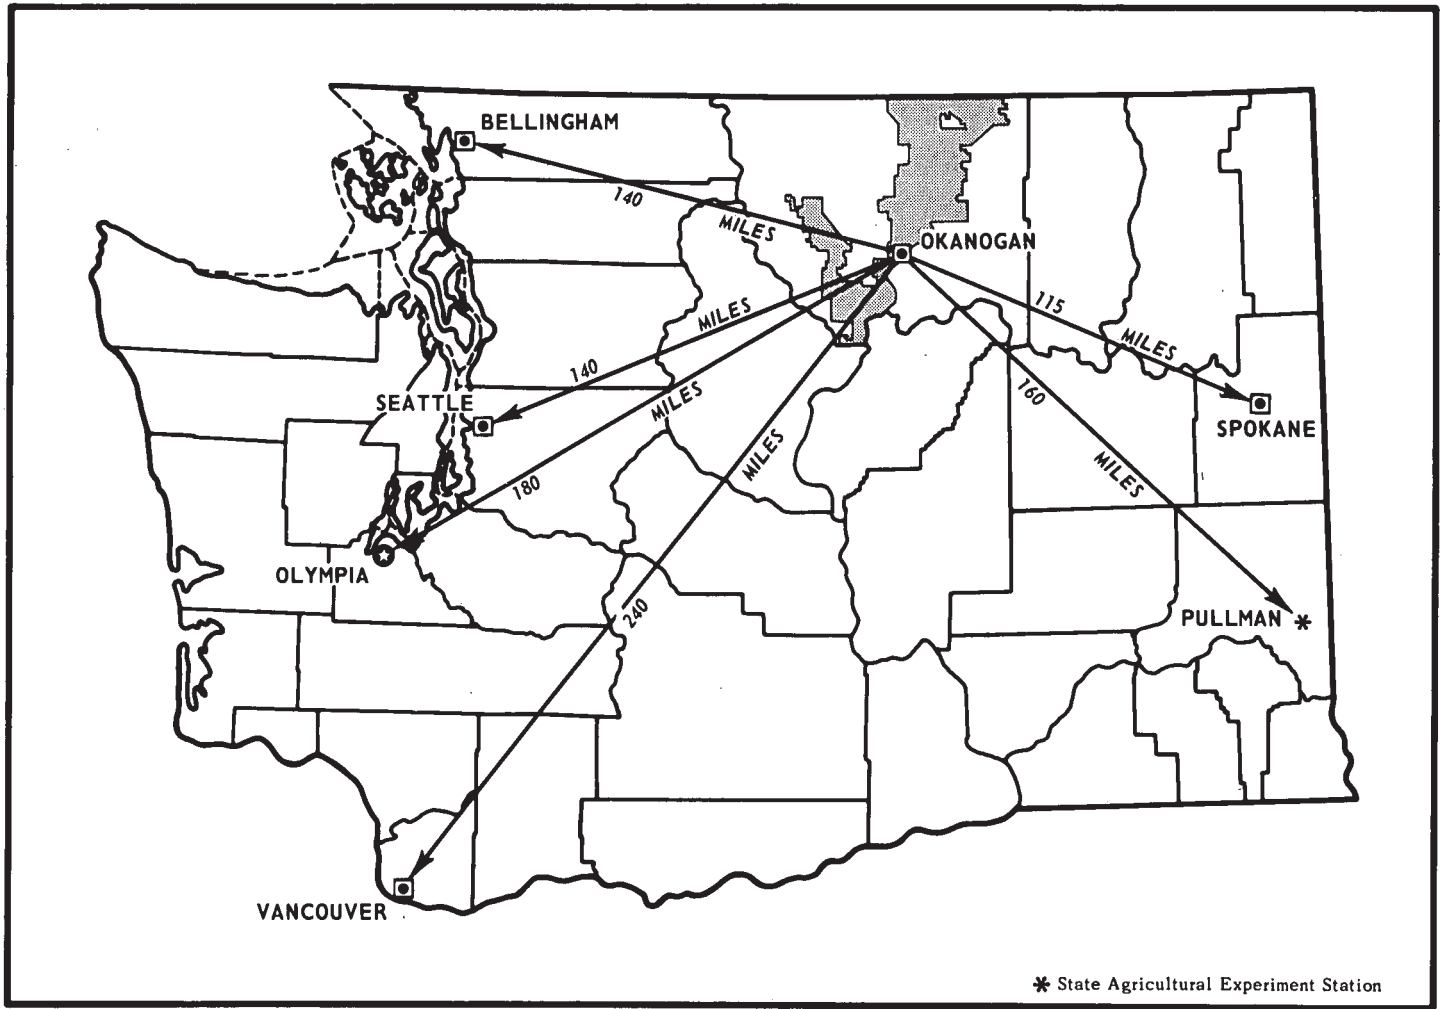 BELLINGHAM
140
MILES
OKANOGAN
115
MILES
MILES
140
SEATTLE
MILES
160
SPOKANE
MILES
180
MILES
OLYMPIA
240
PULLMAN *
VANCOUVER
* State Agricultural Experiment Station